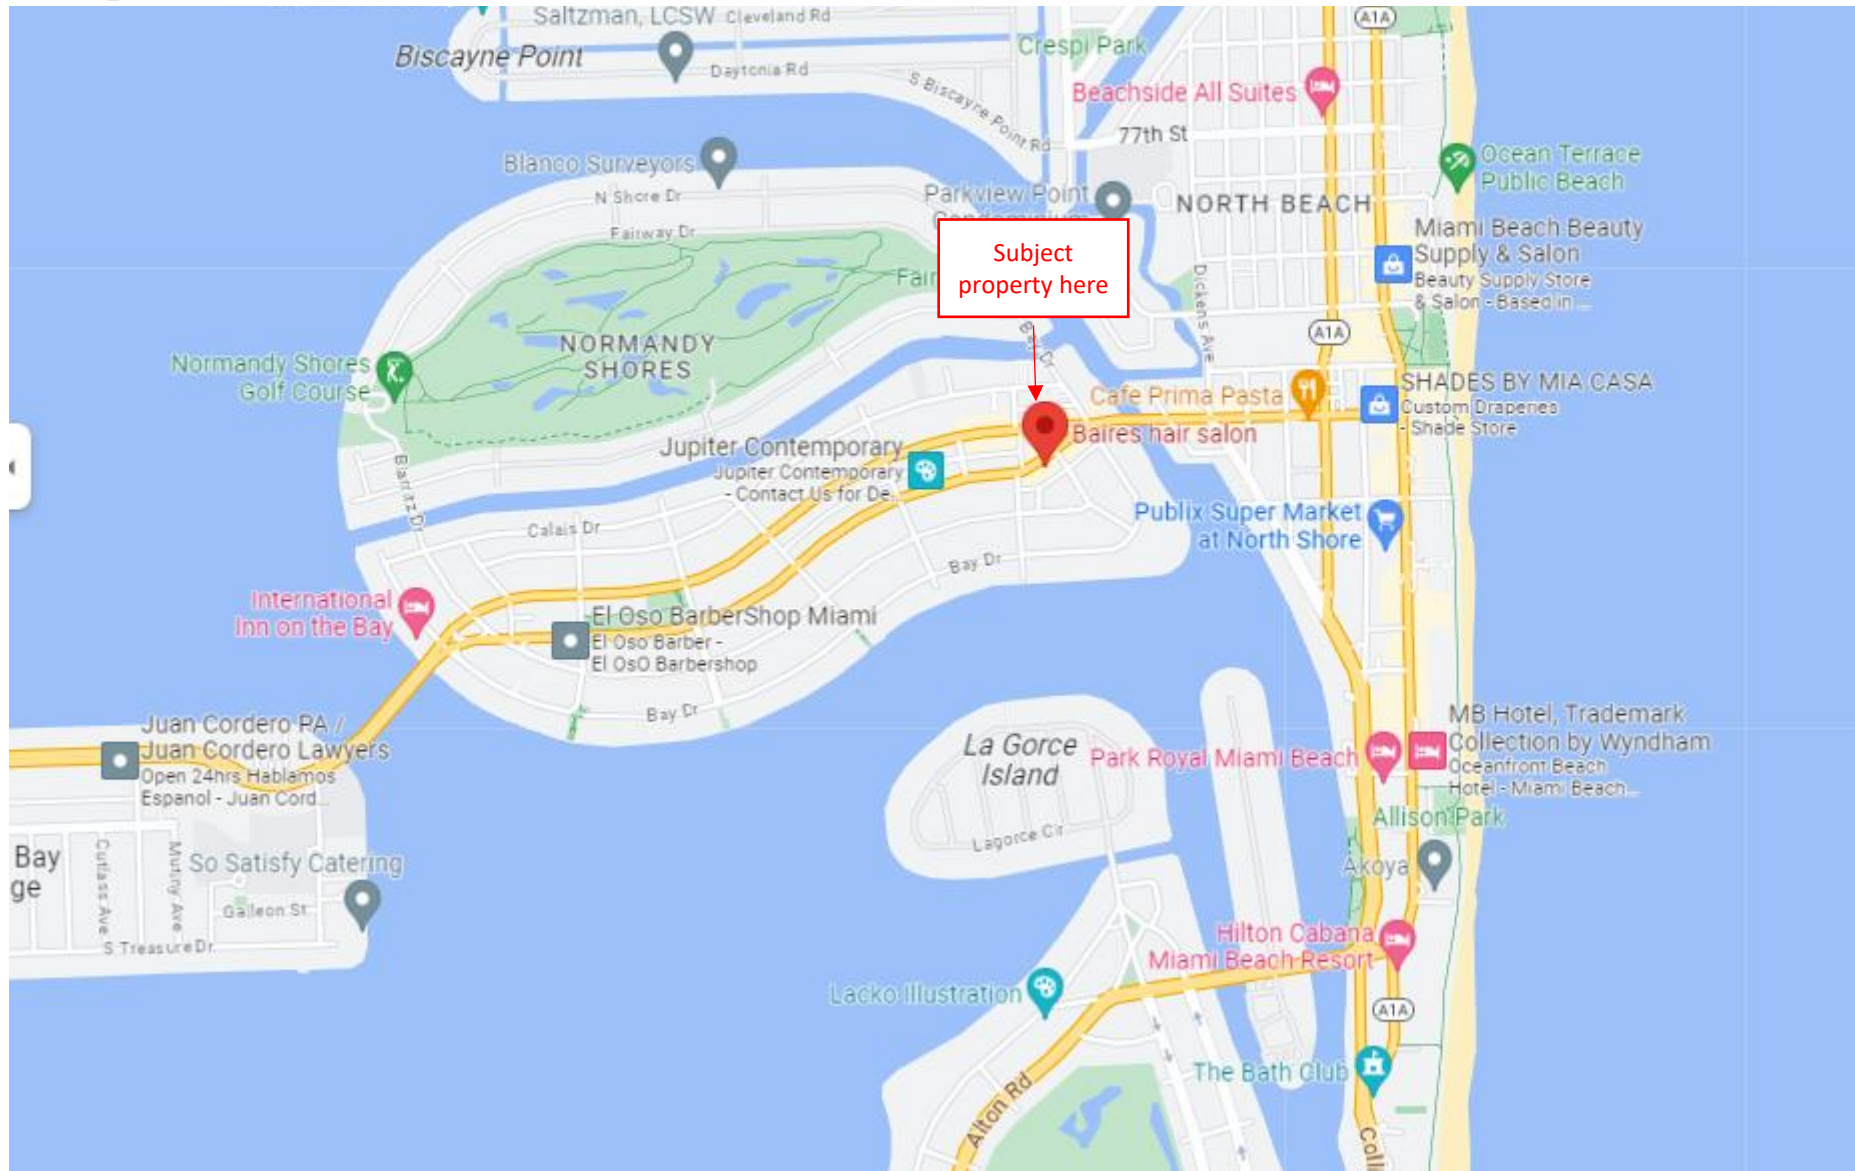 Saltzman, LCSW
Cleveland Rd
A1A
Biscayne Point
Daytonia Rd
Crespi Park
S Biscayne Point Rd
Beachside All Suites
77th St
Blanco Surveyors
Ocean Terrace
Public Beach
N Shore Dr
Parkview Point
Condominium
NORTH BEACH
Fairway Dr
Subject
property here
Miami Beach Beauty
Supply & Salon
Beauty Supply Store
& Salon - Based in ...
Fair
Dickens Ave
Bay Dr
A1A
NORMANDY
SHORES
Normandy Shores
Golf Course
Cafe Prima Pasta
SHADES BY MIA CASA
Custom Draperies
- Shade Store
Baires hair salon
Jupiter Contemporary
Jupiter Contemporary
- Contact Us for De...
Biarritz Dr
Calais Dr
Publix Super Market
at North Shore
Bay Dr
International
Inn on the Bay
El Oso BarberShop Miami
El Oso Barber -
El OsO Barbershop
Bay Dr
Juan Cordero PA /
Juan Cordero Lawyers
Open 24hrs Hablamos
Espanol - Juan Cord...
La Gorce
Island
Park Royal Miami Beach
MB Hotel, Trademark
Collection by Wyndham
Oceanfront Beach
Hotel - Miami Beach...
Allison Park
Lagorce Cir
Bay
ge
Cutlass Ave
Mutiny Ave
So Satisfy Catering
Akoya
Galleon St
S Treasure Dr
Hilton Cabana
Miami Beach Resort
Lacko Illustration
A1A
The Bath Club
Alton Rd
Colli